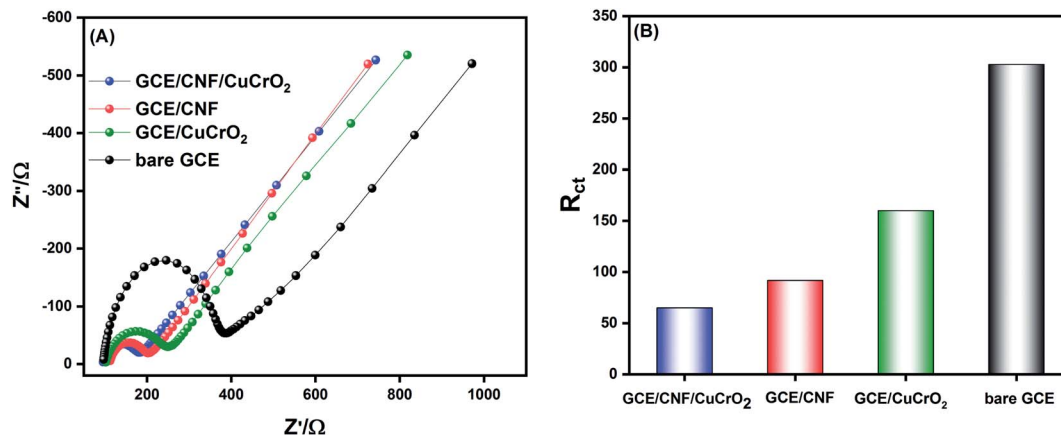 (A)
-600
-500
-400
-300
-200
-100
0
Z''/Ω
GCE/CNF/CuCrO₂
GCE/CNF
GCE/CuCrO₂
bare GCE
200 400 600 800 1000
Z'/Ω
(B)
350
300
250
200
150
100
50
0
R_ct
GCE/CNF/CuCrO₂ GCE/CNF GCE/CuCrO₂ bare GCE